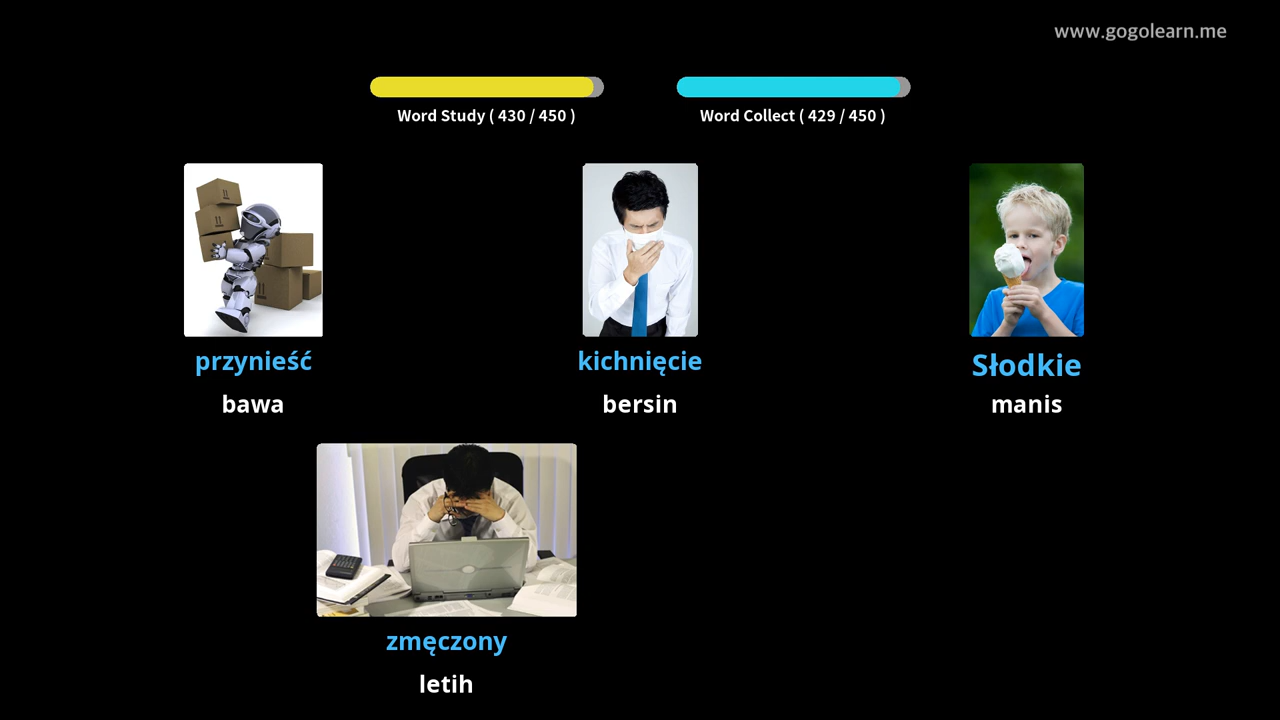 www.gogolearn.me
Word Study ( 430 / 450 )
Word Collect ( 429 / 450 )
przynieść
bawa
kichnięcie
bersin
Słodkie
manis
zmęczony
letih